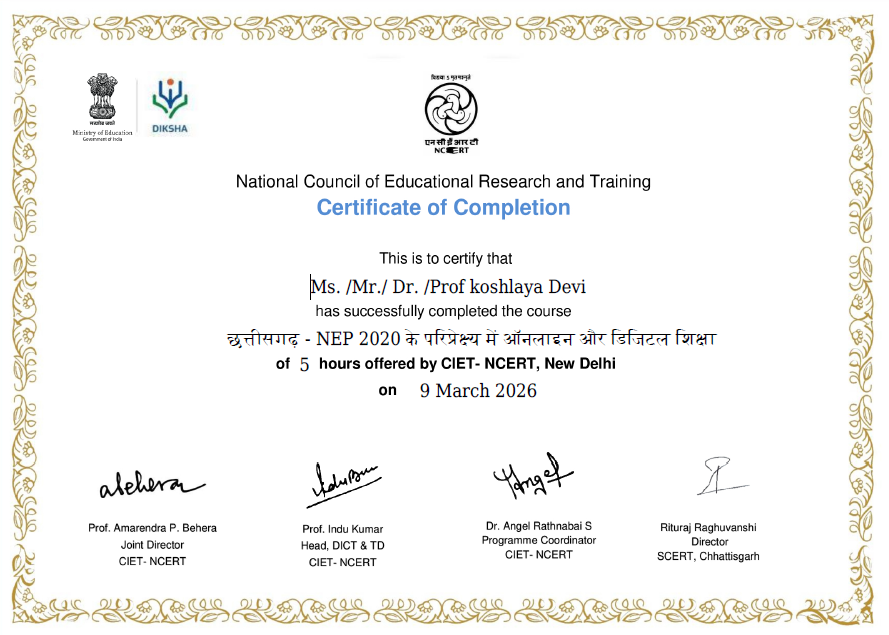 Ministry of Education
Government of India
DIKSHA
विद्यया ऽ मृतमश्नुते
एन सी ई आर टी
NCERT
National Council of Educational Research and Training
Certificate of Completion
This is to certify that
Ms. /Mr./ Dr. /Prof koshlaya Devi
has successfully completed the course
छत्तीसगढ़ - NEP 2020 के परिप्रेक्ष्य में ऑनलाइन और डिजिटल शिक्षा
of 5 hours offered by CIET- NCERT, New Delhi
on 9 March 2026
Prof. Amarendra P. Behera
Joint Director
CIET- NCERT
Prof. Indu Kumar
Head, DICT & TD
CIET- NCERT
Dr. Angel Rathnabai S
Programme Coordinator
CIET- NCERT
Rituraj Raghuvanshi
Director
SCERT, Chhattisgarh